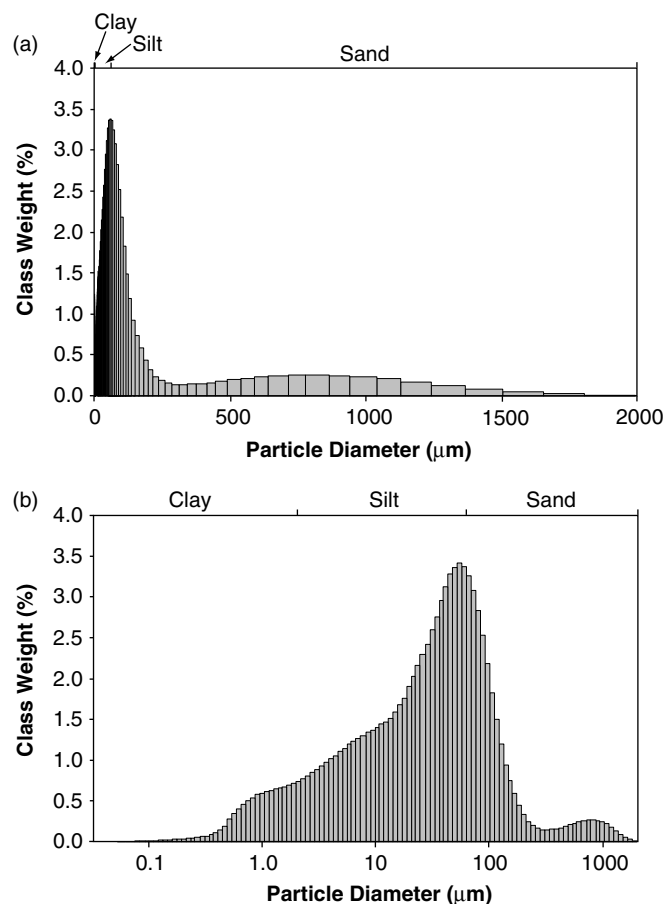 (a)
Clay
Silt
Sand
4.0
3.5
3.0
2.5
2.0
1.5
1.0
0.5
0.0
Class Weight (%)
0 500 1000 1500 2000
Particle Diameter (μm)
(b)
Clay Silt Sand
4.0
3.5
3.0
2.5
2.0
1.5
1.0
0.5
0.0
Class Weight (%)
0.1 1.0 10 100 1000
Particle Diameter (μm)